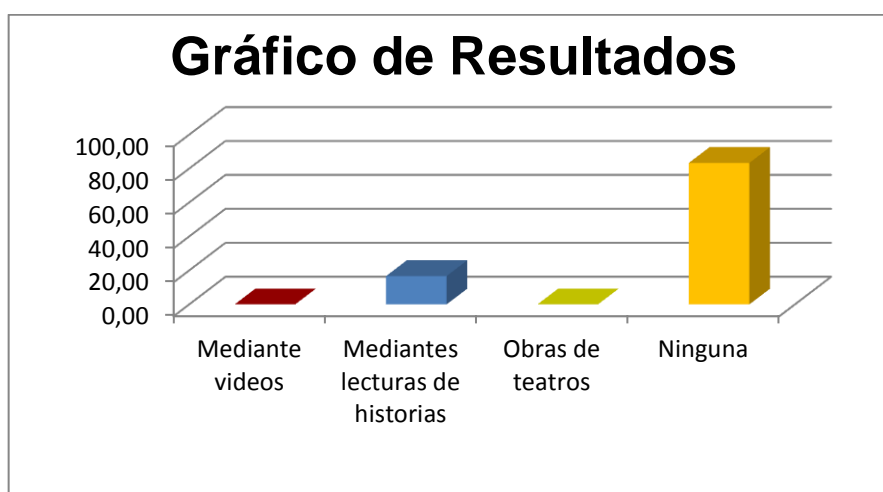 Gráfico de Resultados
100,00
80,00
60,00
40,00
20,00
0,00
Mediante
videos
Mediantes
lecturas de
historias
Obras de
teatros
Ninguna